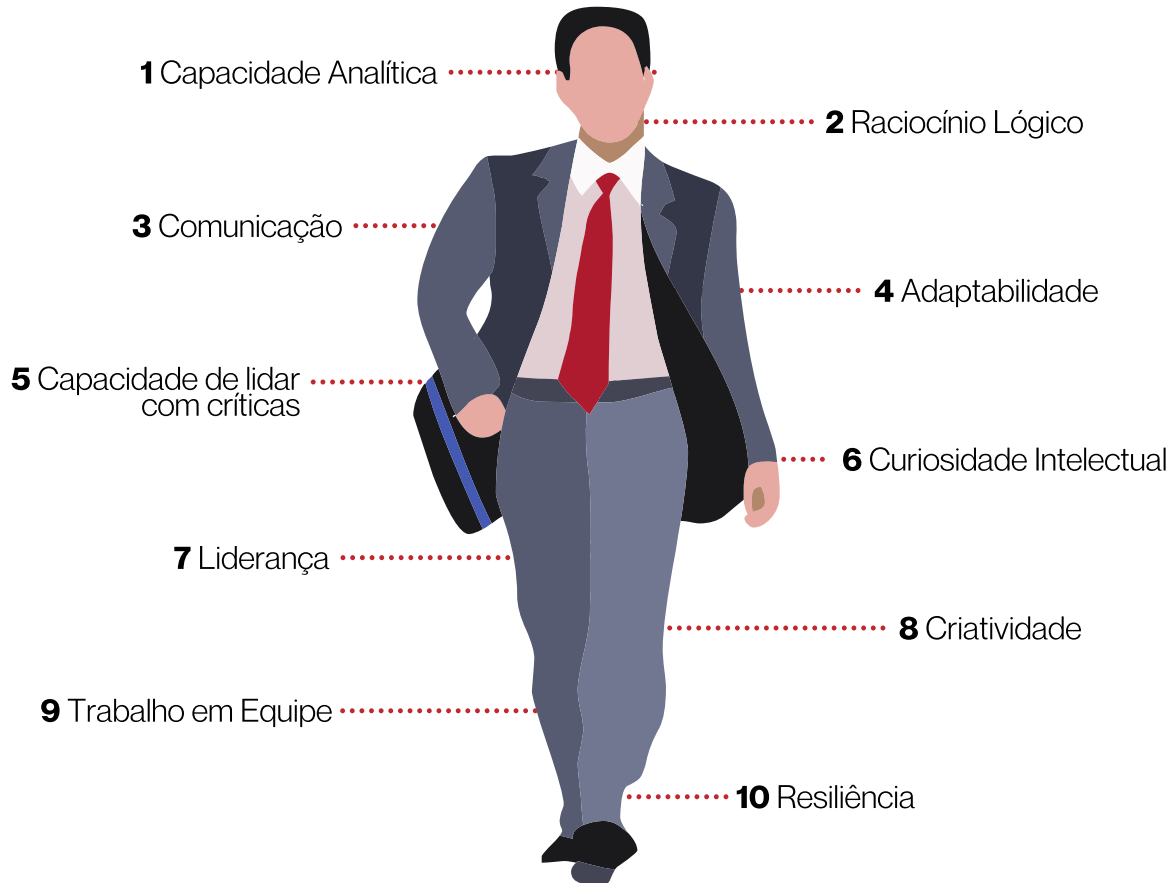 1 Capacidade Analítica
2 Raciocínio Lógico
3 Comunicação
4 Adaptabilidade
5 Capacidade de lidar
com críticas
6 Curiosidade Intelectual
7 Liderança
8 Criatividade
9 Trabalho em Equipe
10 Resiliência